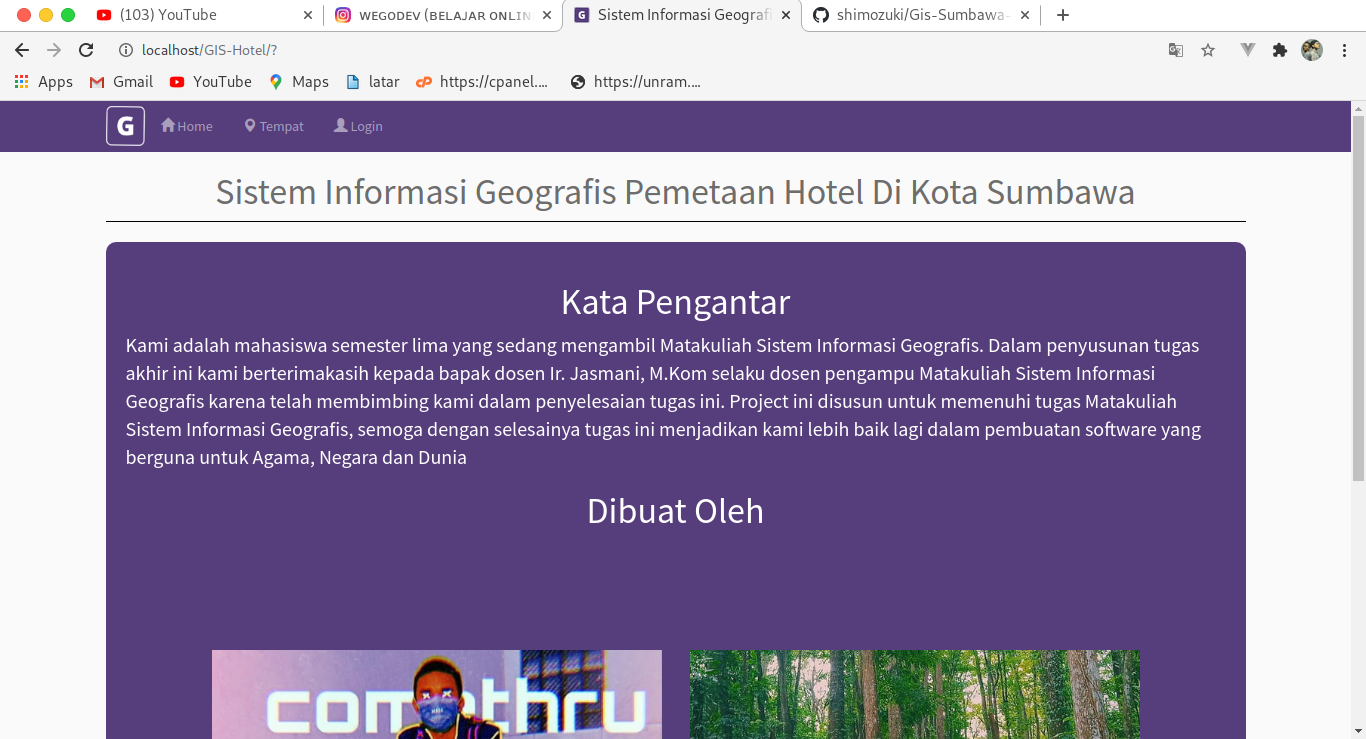 (103) YouTube
WEGODEV (BELAJAR ONLIN
Sistem Informasi Geografi
shimozuki/Gis-Sumbawa-
localhost/GIS-Hotel/?
Apps
Gmail
YouTube
Maps
latar
https://cpanel....
https://unram....
G
Home
Tempat
Login
Sistem Informasi Geografis Pemetaan Hotel Di Kota Sumbawa
Kata Pengantar
Kami adalah mahasiswa semester lima yang sedang mengambil Matakuliah Sistem Informasi Geografis. Dalam penyusunan tugas
akhir ini kami berterimakasih kepada bapak dosen Ir. Jasmani, M.Kom selaku dosen pengampu Matakuliah Sistem Informasi
Geografis karena telah membimbing kami dalam penyelesaian tugas ini. Project ini disusun untuk memenuhi tugas Matakuliah
Sistem Informasi Geografis, semoga dengan selesainya tugas ini menjadikan kami lebih baik lagi dalam pembuatan software yang
berguna untuk Agama, Negara dan Dunia
Dibuat Oleh